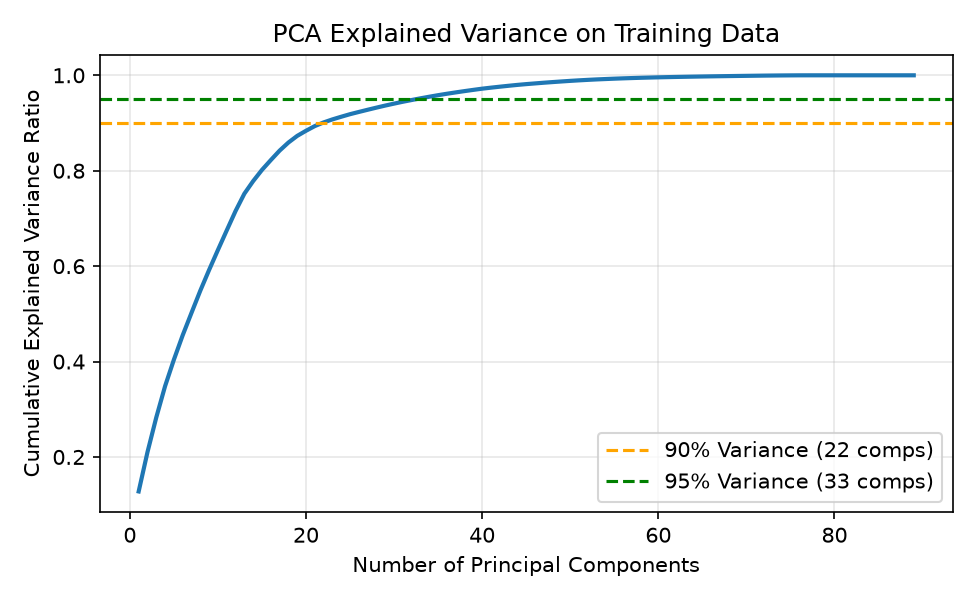 PCA Explained Variance on Training Data
Cumulative Explained Variance Ratio
1.0
0.8
0.6
0.4
0.2
90% Variance (22 comps)
95% Variance (33 comps)
0 20 40 60 80
Number of Principal Components